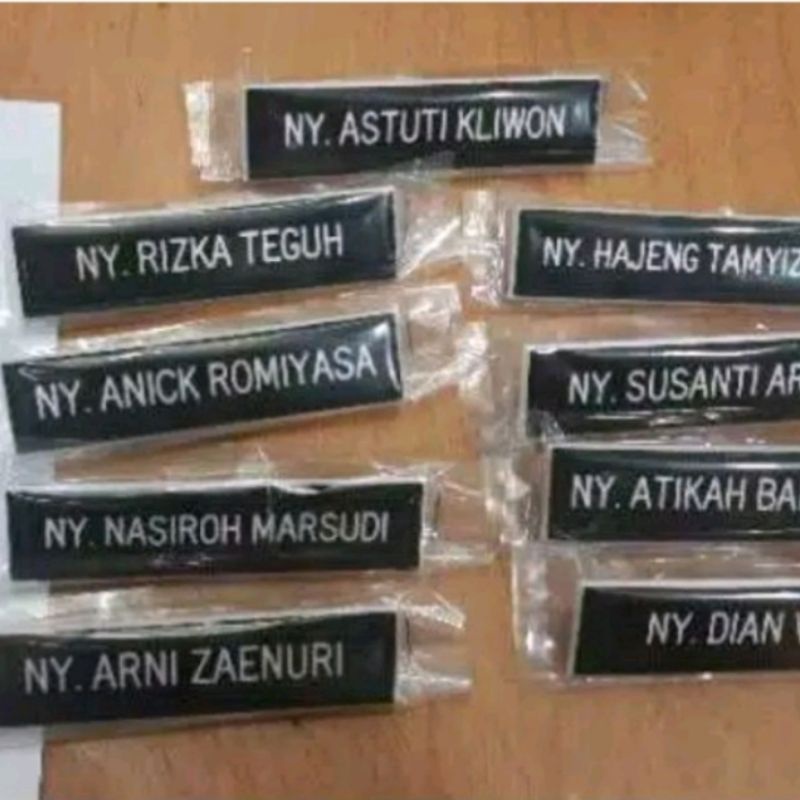 NY. ASTUTI KLIWON
NY. RIZKA TEGUH
NY. HAJENG
NY. ANICK ROMIYASA
NY. SUSANTI
NY. NASIROH MARSUDI
NY. ATIKAH
NY. ARNI ZAENURI
NY. DIAN